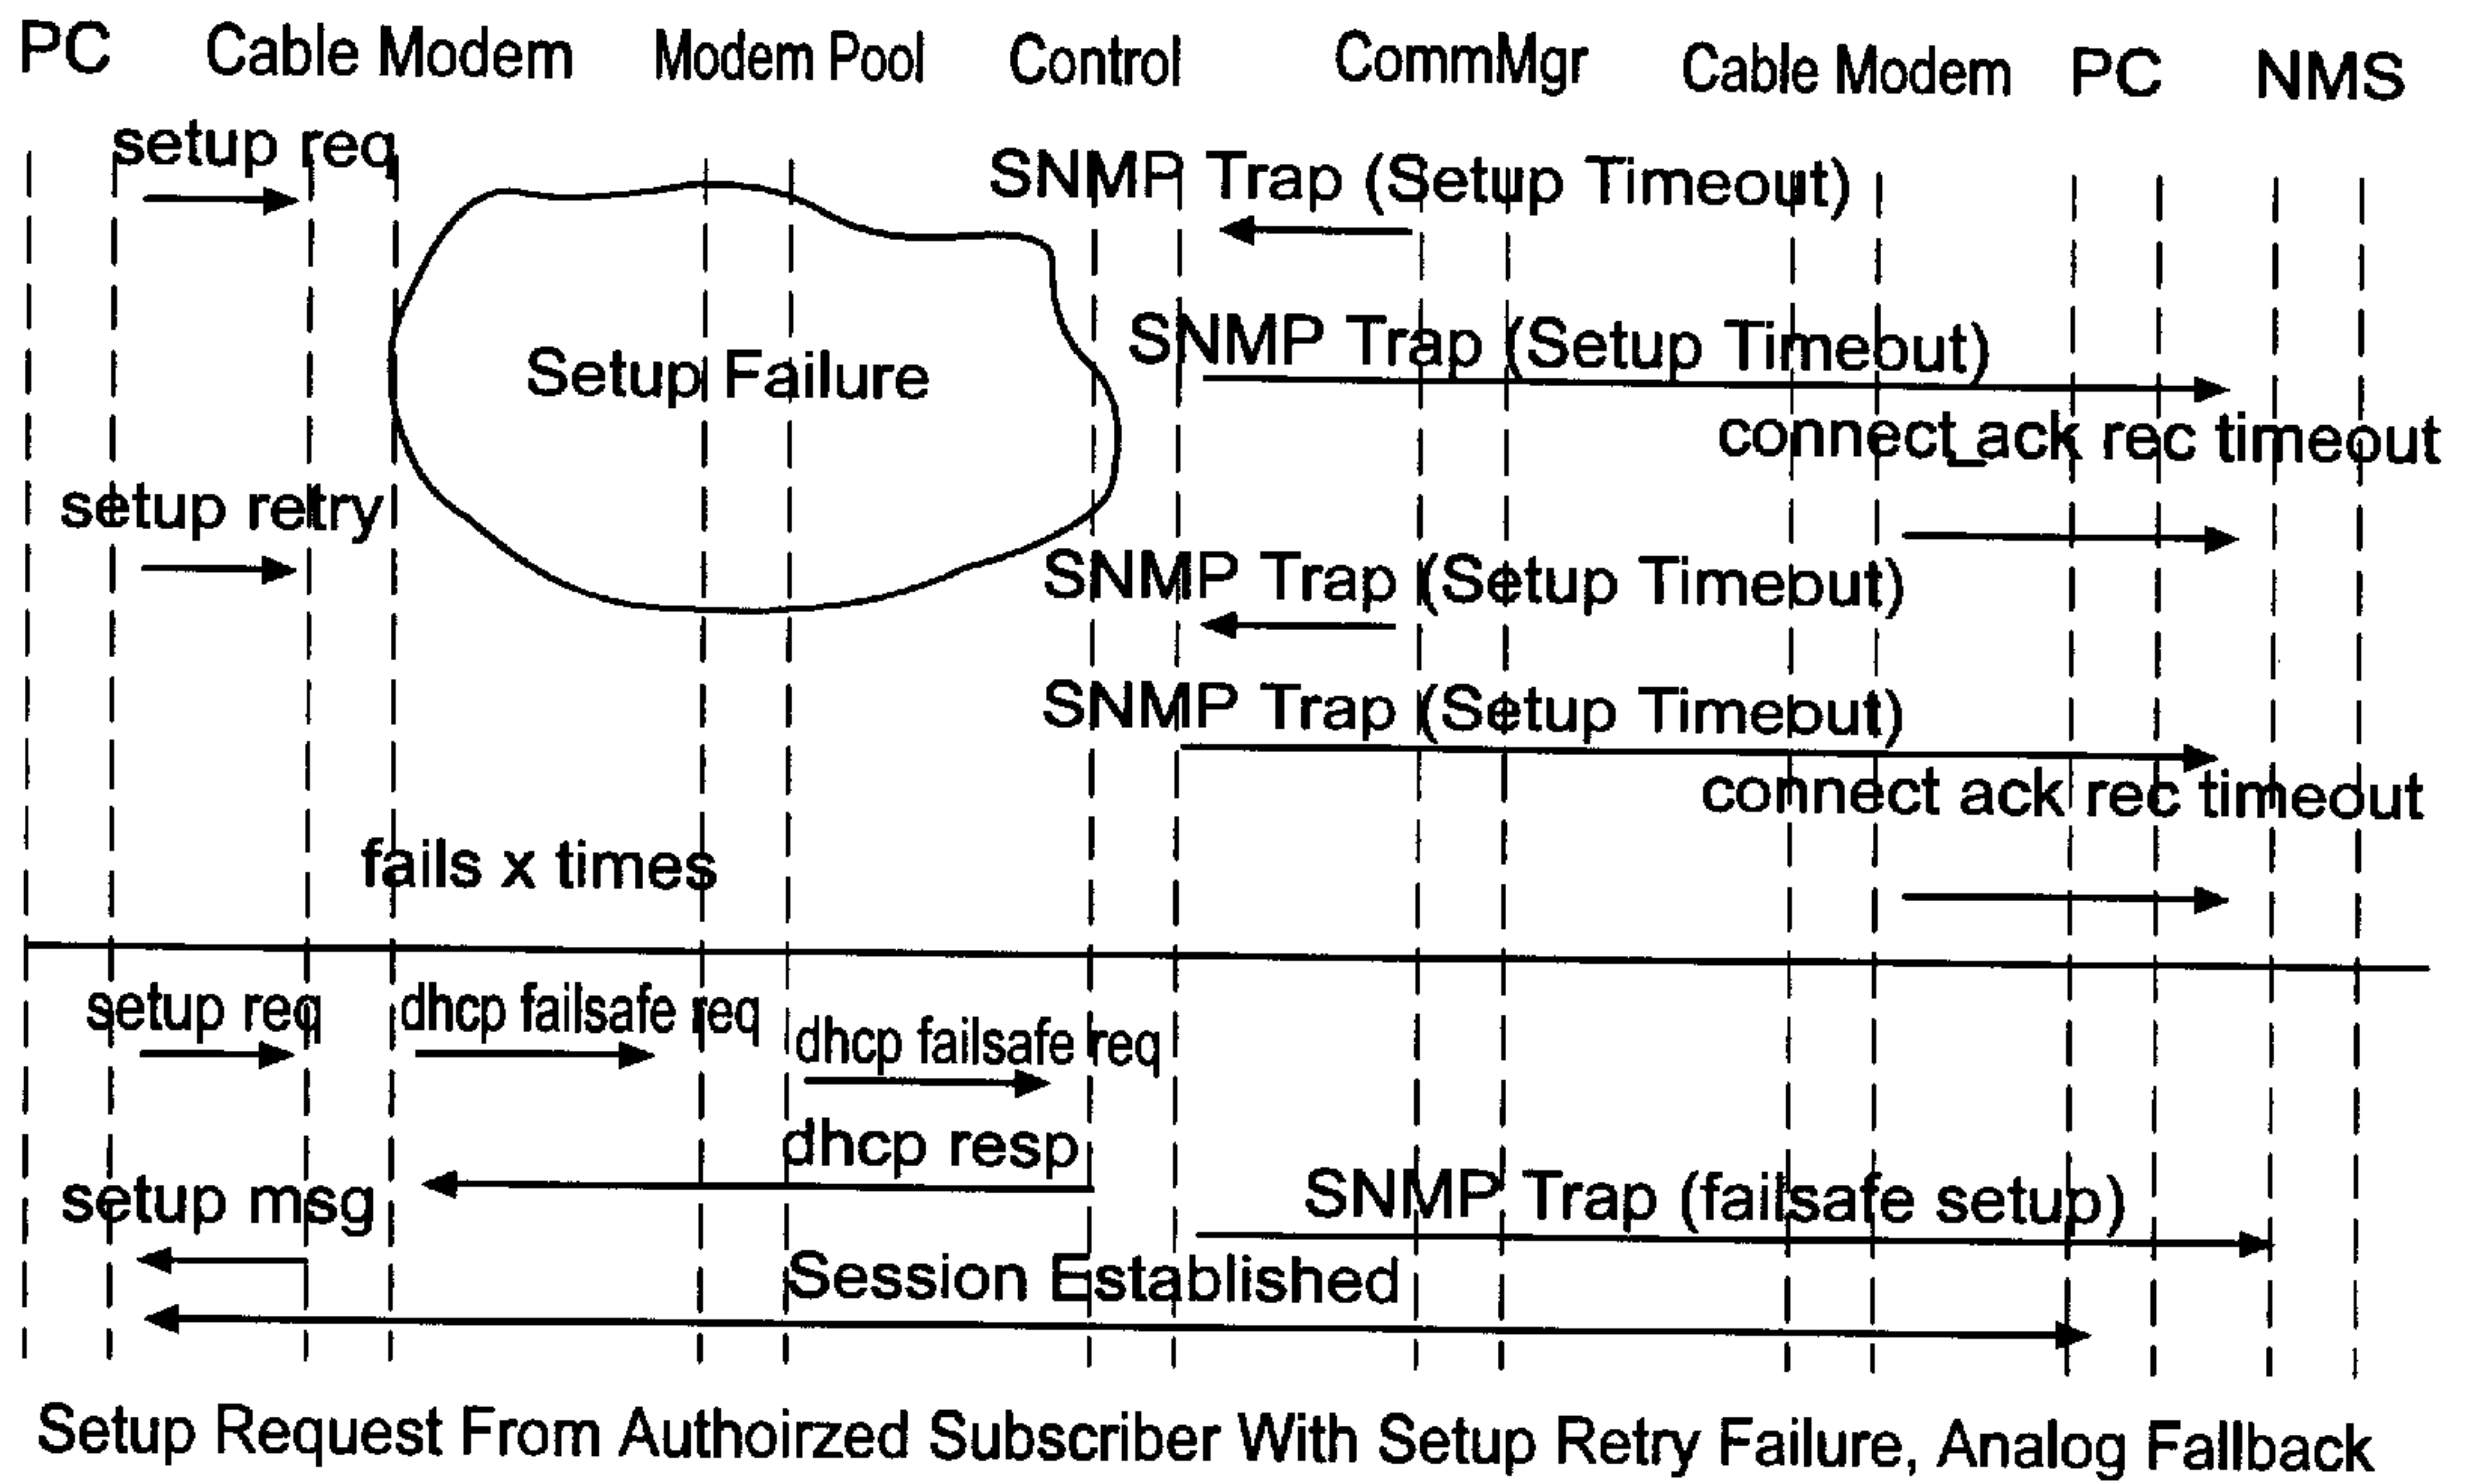 PC Cable Modem Modem Pool Control CommMgr Cable Modem PC NMS
setup req
SNMP Trap (Setup Timeout)
SNMP Trap (Setup Timeout)
Setup Failure
connect_ack rec timeout
setup retry
SNMP Trap (Setup Timeout)
SNMP Trap (Setup Timeout)
connect ack rec timeout
fails x times
setup req
dhcp failsafe req
dhcp failsafe req
dhcp resp
setup msg
SNMP Trap (failsafe setup)
Session Established
Setup Request From Authoirzed Subscriber With Setup Retry Failure, Analog Fallback